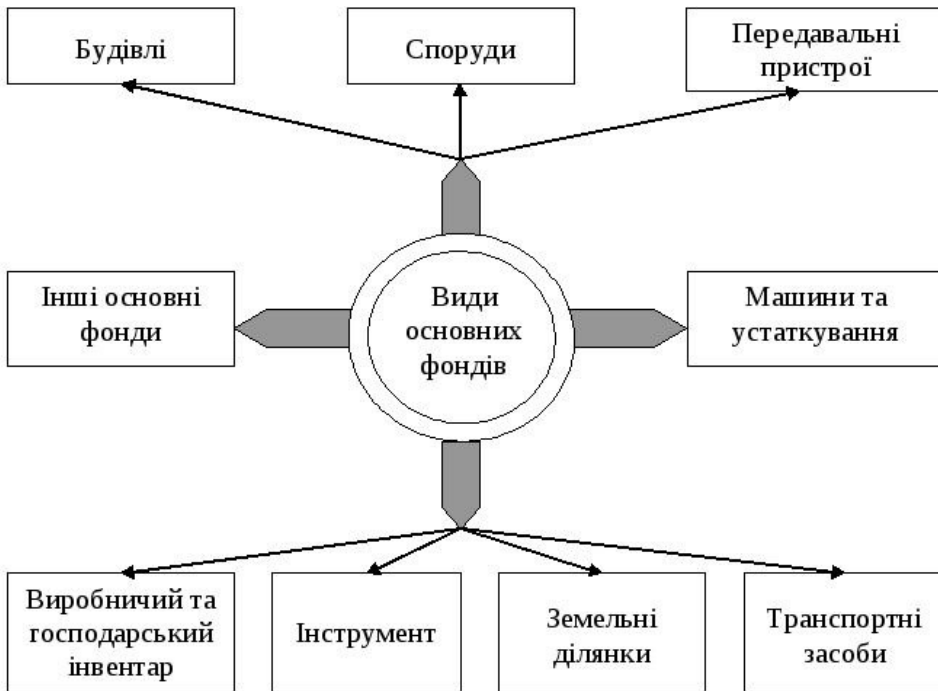 Будівлі
Споруди
Передавальні
пристрої
Інші основні
фонди
Види
основних
фондів
Машини та
устаткування
Виробничий та
господарський
інвентар
Інструмент
Земельні
ділянки
Транспортні
засоби